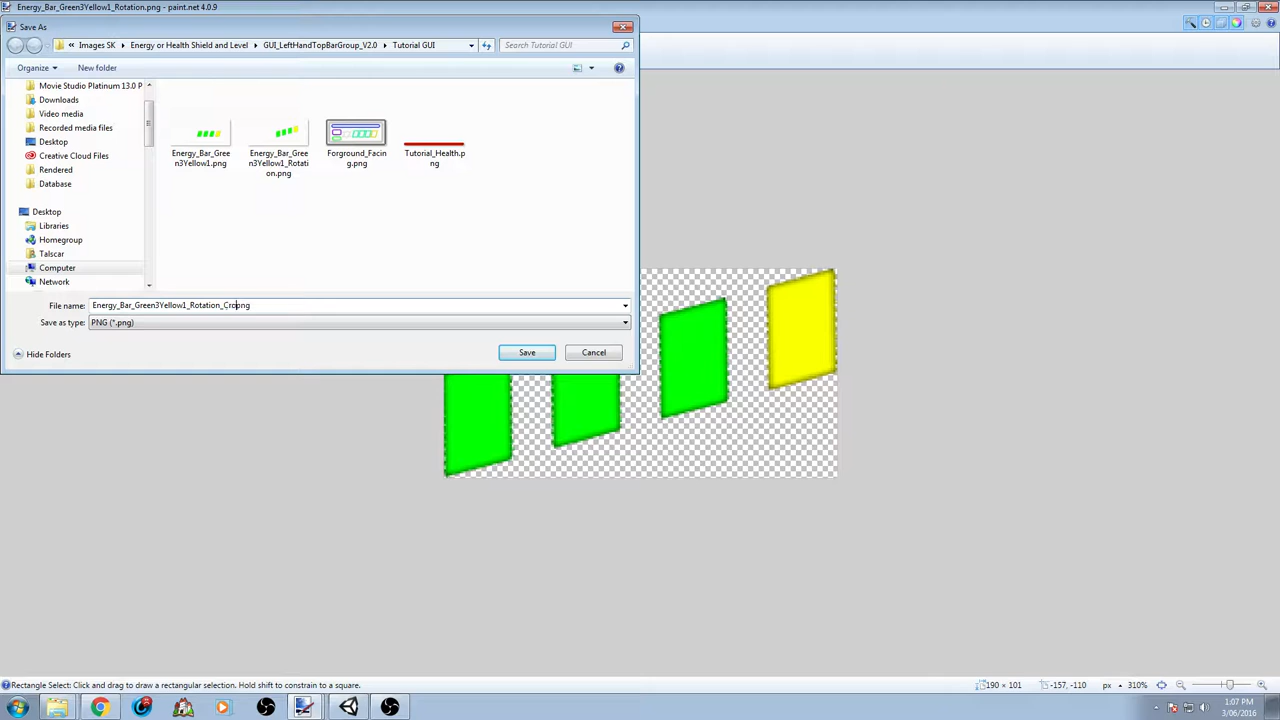 Energy_Bar_Green3Yellow1_Rotation.png - paint.net 4.0.9
Save As
« Images SK Energy or Health Shield and Level GUI_LeftHandTopBarGroup_V2.0 Tutorial GUI
Search Tutorial GUI
Organize New folder
Movie Studio Platinum 13.0 P
Downloads
Video media
Recorded media files
Desktop
Creative Cloud Files
Rendered
Database
Desktop
Libraries
Homegroup
Talscar
Computer
Network
Energy_Bar_Gree
n3Yellow1.png
Energy_Bar_Gree
n3Yellow1_Rotati
on.png
Forground_Facin
g.png
Tutorial_Health.p
ng
File name: Energy_Bar_Green3Yellow1_Rotation_Cropng
Save as type: PNG (*.png)
Hide Folders
Save
Cancel
Rectangle Select: Click and drag to draw a rectangular selection. Hold shift to constrain to a square.
190 × 101
-157, -110
px
310%
1:07 PM
3/06/2016